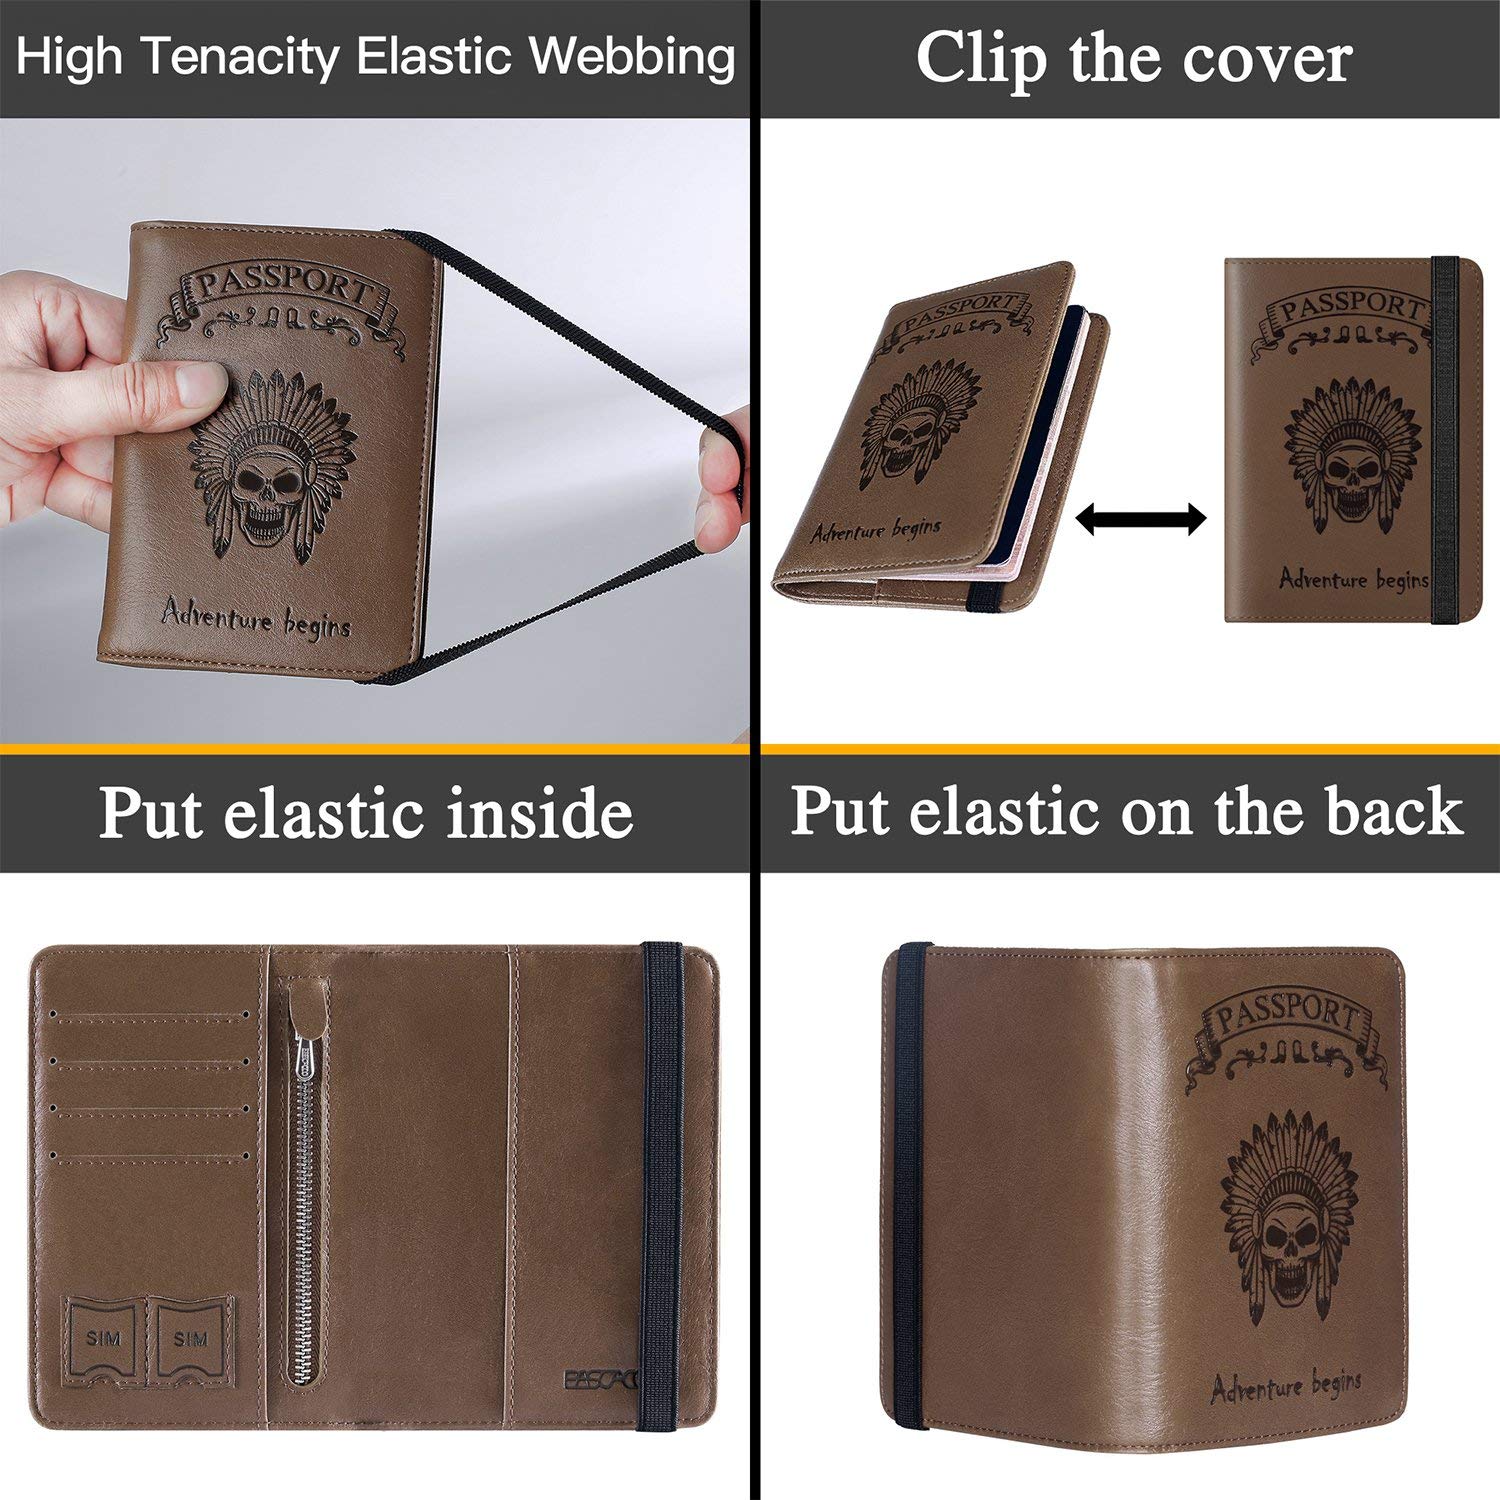 High Tenacity Elastic Webbing
PASSPORT
Adventure begins
Clip the cover
PASSPORT
Adventure begins
PASSPORT
Adventure begins
Put elastic inside
SIM
SIM
Put elastic on the back
PASSPORT
Adventure begins